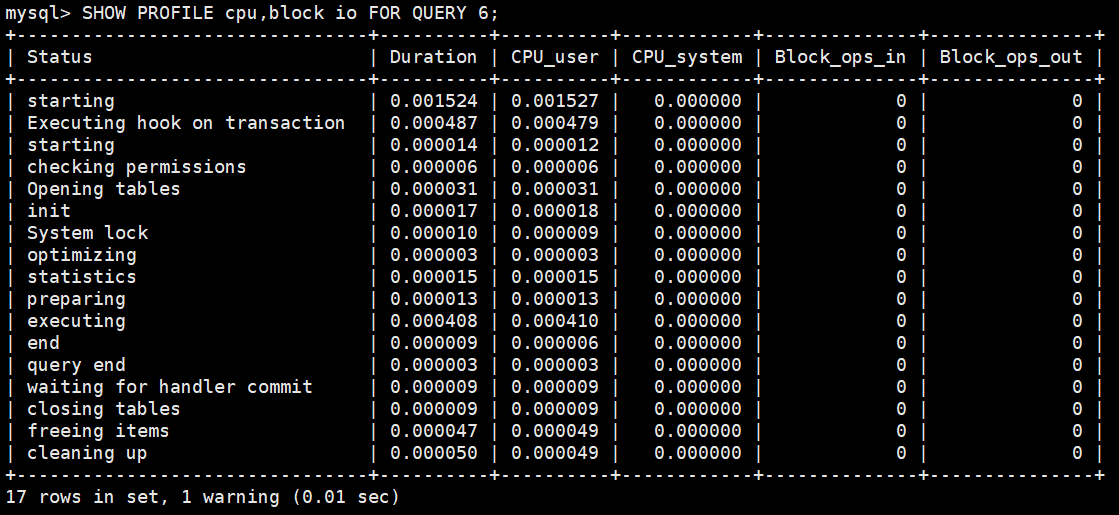 mysql> SHOW PROFILE cpu,block io FOR QUERY 6;
+--------------------------------+----------+----------+------------+--------------+---------------+
| Status                         | Duration | CPU_user | CPU_system | Block_ops_in | Block_ops_out |
+--------------------------------+----------+----------+------------+--------------+---------------+
| starting                       | 0.001524 | 0.001527 |   0.000000 |            0 |             0 |
| Executing hook on transaction  | 0.000487 | 0.000479 |   0.000000 |            0 |             0 |
| starting                       | 0.000014 | 0.000012 |   0.000000 |            0 |             0 |
| checking permissions           | 0.000006 | 0.000006 |   0.000000 |            0 |             0 |
| Opening tables                 | 0.000031 | 0.000031 |   0.000000 |            0 |             0 |
| init                           | 0.000017 | 0.000018 |   0.000000 |            0 |             0 |
| System lock                    | 0.000010 | 0.000009 |   0.000000 |            0 |             0 |
| optimizing                     | 0.000003 | 0.000003 |   0.000000 |            0 |             0 |
| statistics                     | 0.000015 | 0.000015 |   0.000000 |            0 |             0 |
| preparing                      | 0.000013 | 0.000013 |   0.000000 |            0 |             0 |
| executing                      | 0.000408 | 0.000410 |   0.000000 |            0 |             0 |
| end                            | 0.000009 | 0.000006 |   0.000000 |            0 |             0 |
| query end                      | 0.000003 | 0.000003 |   0.000000 |            0 |             0 |
| waiting for handler commit     | 0.000009 | 0.000009 |   0.000000 |            0 |             0 |
| closing tables                 | 0.000009 | 0.000009 |   0.000000 |            0 |             0 |
| freeing items                  | 0.000047 | 0.000049 |   0.000000 |            0 |             0 |
| cleaning up                    | 0.000050 | 0.000049 |   0.000000 |            0 |             0 |
+--------------------------------+----------+----------+------------+--------------+---------------+
17 rows in set, 1 warning (0.01 sec)